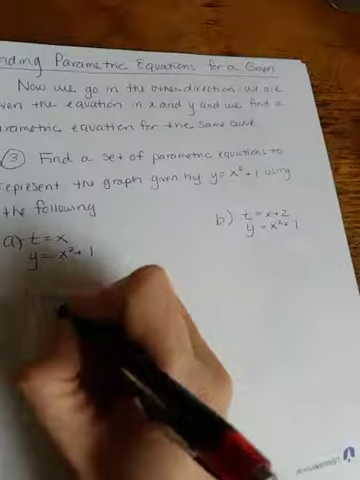 nding Parametric Equations for a Graph
Now we go in the other direction - we are
ven the equation in x and y and we find a
arametric equation for the same curve
3 Find a set of parametric equations to
represent the graph given by y = x² + 1 using
the following
a) t = x
y = x² + 1
b) t = x + 2
y = x² + 1